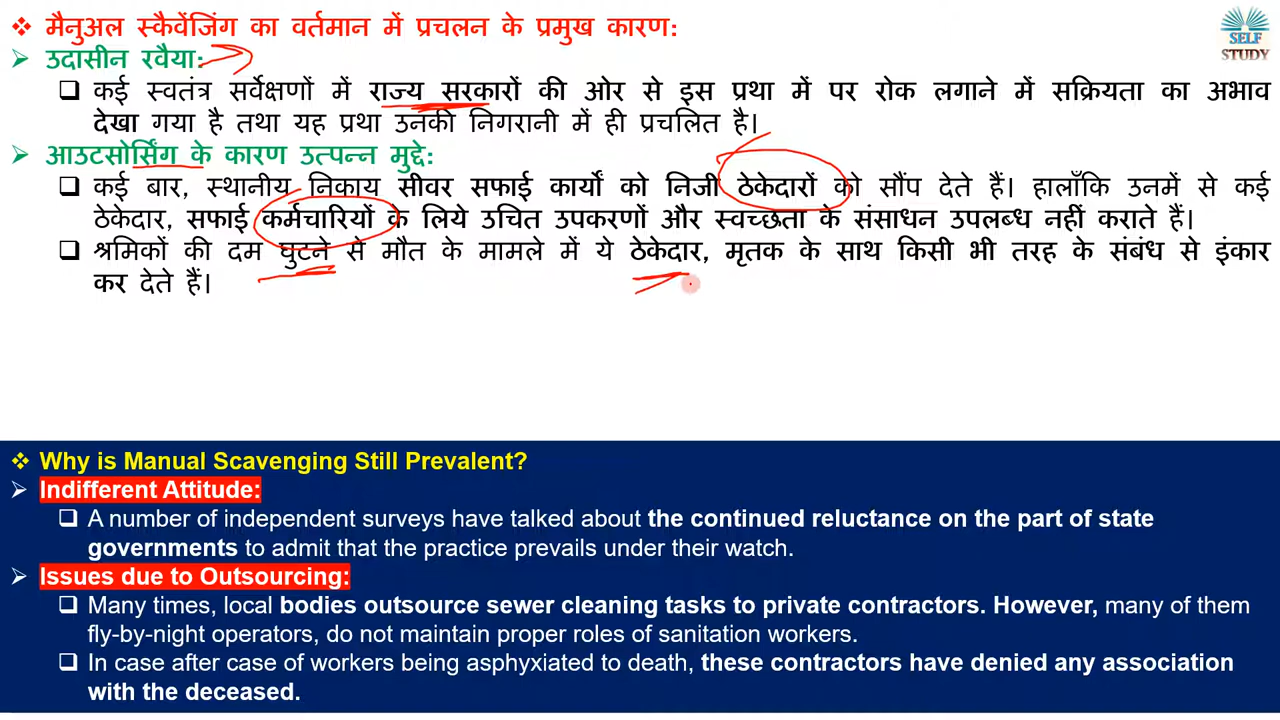 ❖ मैनुअल स्कैवेंजिंग का वर्तमान में प्रचलन के प्रमुख कारण:
SELF
STUDY
➢ उदासीन रवैया:
❑ कई स्वतंत्र सर्वेक्षणों में राज्य सरकारों की ओर से इस प्रथा में पर रोक लगाने में सक्रियता का अभाव
देखा गया है तथा यह प्रथा उनकी निगरानी में ही प्रचलित है।
➢ आउटसोर्सिंग के कारण उत्पन्न मुद्दे:
❑ कई बार, स्थानीय निकाय सीवर सफाई कार्यों को निजी ठेकेदारों को सौंप देते हैं। हालाँकि उनमें से कई
ठेकेदार, सफाई कर्मचारियों के लिये उचित उपकरणों और स्वच्छता के संसाधन उपलब्ध नहीं कराते हैं।
❑ श्रमिकों की दम घुटने से मौत के मामले में ये ठेकेदार, मृतक के साथ किसी भी तरह के संबंध से इंकार
कर देते हैं।
❖ Why is Manual Scavenging Still Prevalent?
➢ Indifferent Attitude:
❑ A number of independent surveys have talked about the continued reluctance on the part of state
governments to admit that the practice prevails under their watch.
➢ Issues due to Outsourcing:
❑ Many times, local bodies outsource sewer cleaning tasks to private contractors. However, many of them
fly-by-night operators, do not maintain proper roles of sanitation workers.
❑ In case after case of workers being asphyxiated to death, these contractors have denied any association
with the deceased.